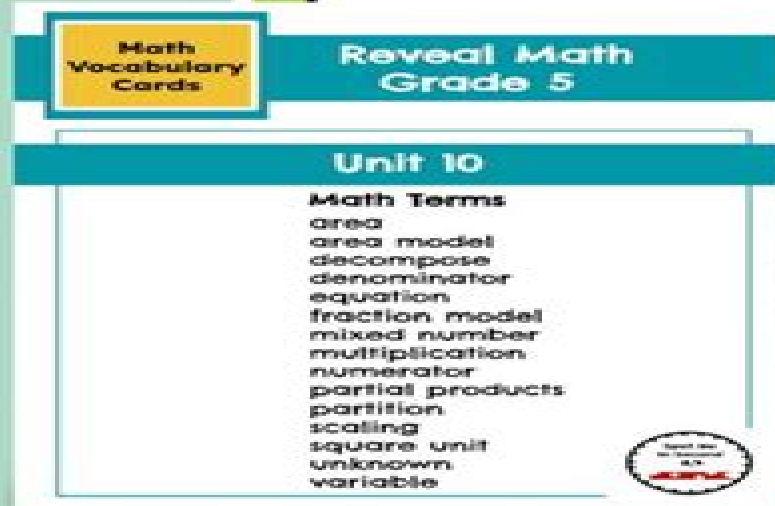 Math
Vocabulary
Cards
Reveal Math
Grade 5
Unit 10
Math Terms
area
area model
decompose
denominator
equation
fraction model
mixed number
multiplication
numerator
partial products
partition
scaling
square unit
unknown
variable